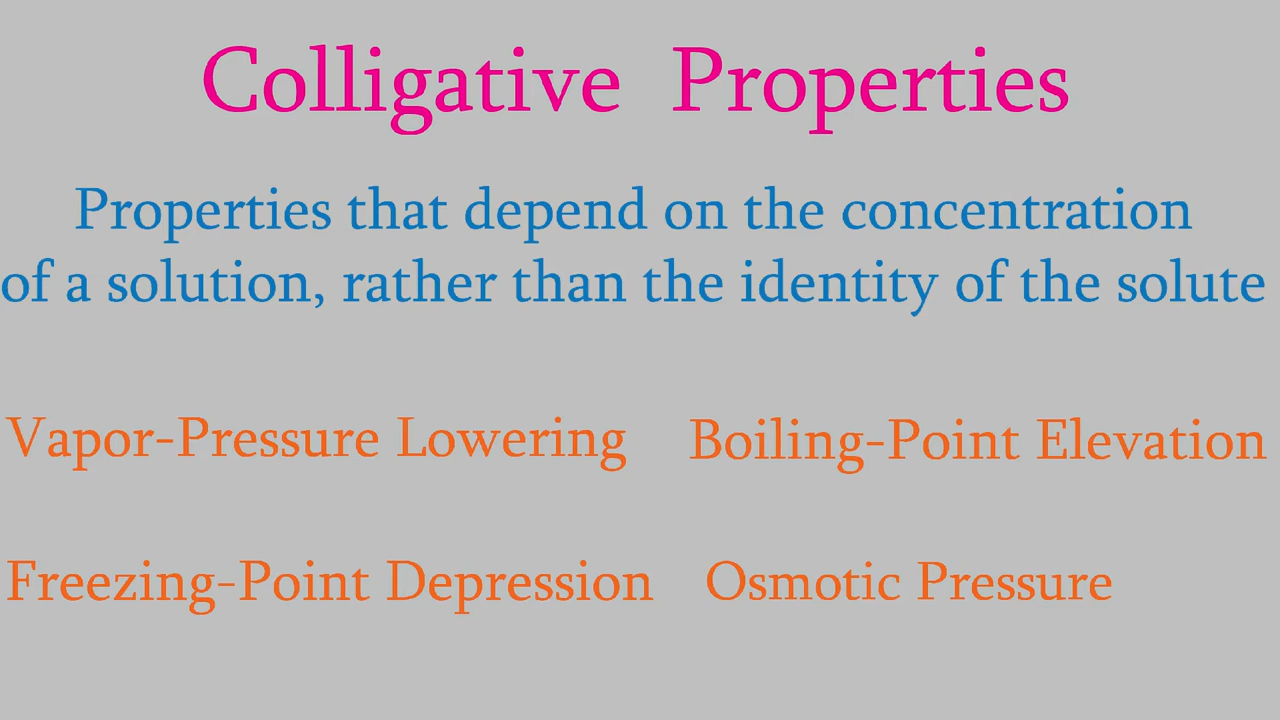 Colligative Properties
Properties that depend on the concentration
of a solution, rather than the identity of the solute
Vapor-Pressure Lowering
Boiling-Point Elevation
Freezing-Point Depression
Osmotic Pressure